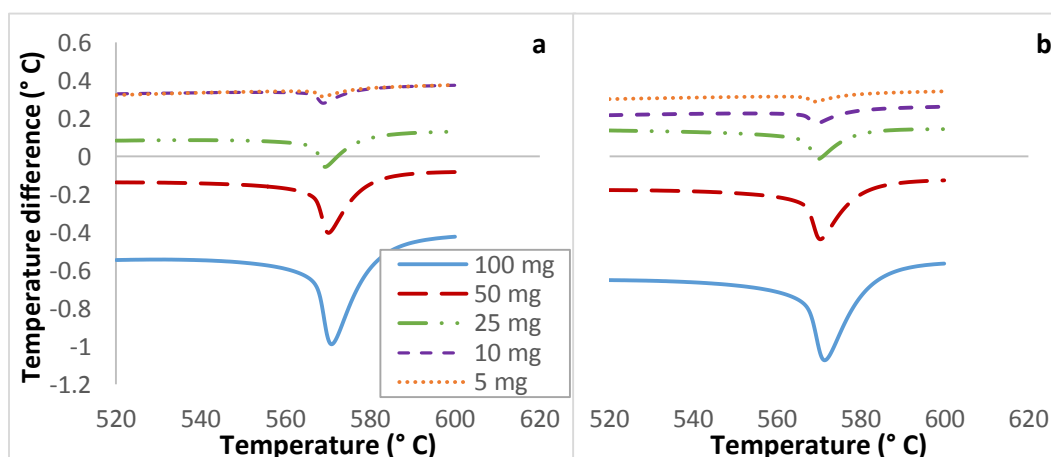 a
b
Temperature difference (° C)
0.6
0.4
0.2
0
-0.2
-0.4
-0.6
-0.8
-1
-1.2
100 mg
50 mg
25 mg
10 mg
5 mg
520 540 560 580 600 620
520 540 560 580 600 620
Temperature (° C)
Temperature (° C)